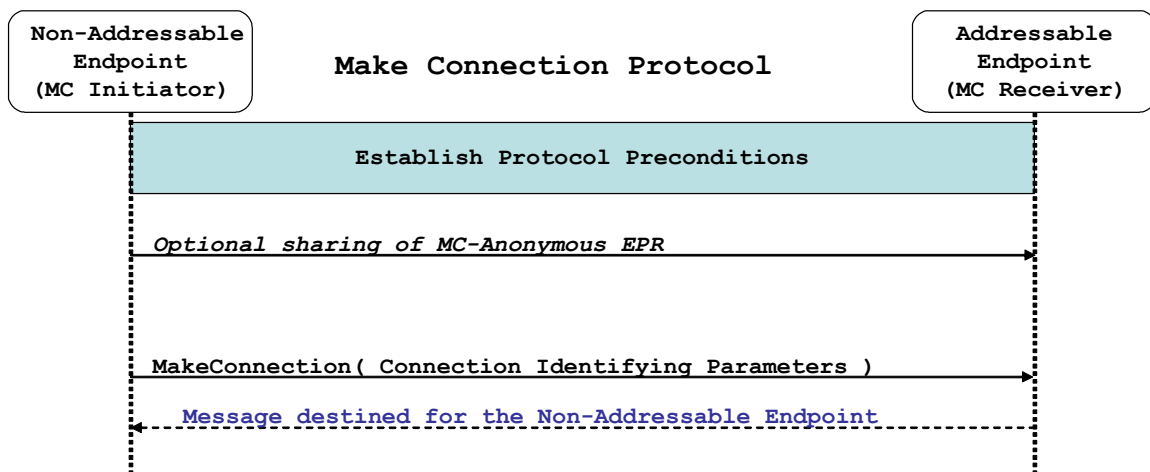 Non-Addressable
Endpoint
(MC Initiator)
Make Connection Protocol
Addressable
Endpoint
(MC Receiver)
Establish Protocol Preconditions
Optional sharing of MC-Anonymous EPR
MakeConnection( Connection Identifying Parameters )
Message destined for the Non-Addressable Endpoint